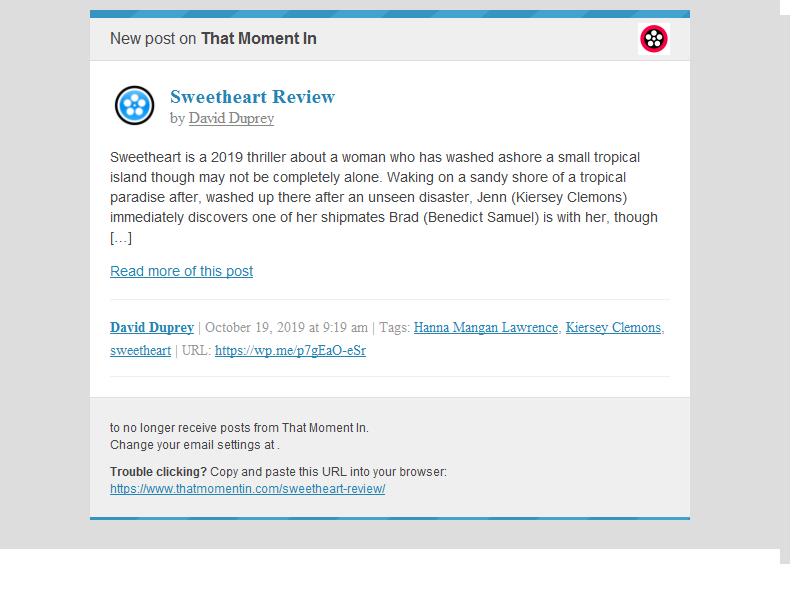 New post on That Moment In
Sweetheart Review
by David Duprey
Sweetheart is a 2019 thriller about a woman who has washed ashore a small tropical
island though may not be completely alone. Waking on a sandy shore of a tropical
paradise after, washed up there after an unseen disaster, Jenn (Kiersey Clemons)
immediately discovers one of her shipmates Brad (Benedict Samuel) is with her, though
[…]
Read more of this post
David Duprey | October 19, 2019 at 9:19 am | Tags: Hanna Mangan Lawrence, Kiersey Clemons,
sweetheart | URL: https://wp.me/p7gEaO-eSr
to no longer receive posts from That Moment In.
Change your email settings at .
Trouble clicking? Copy and paste this URL into your browser:
https://www.thatmomentin.com/sweetheart-review/